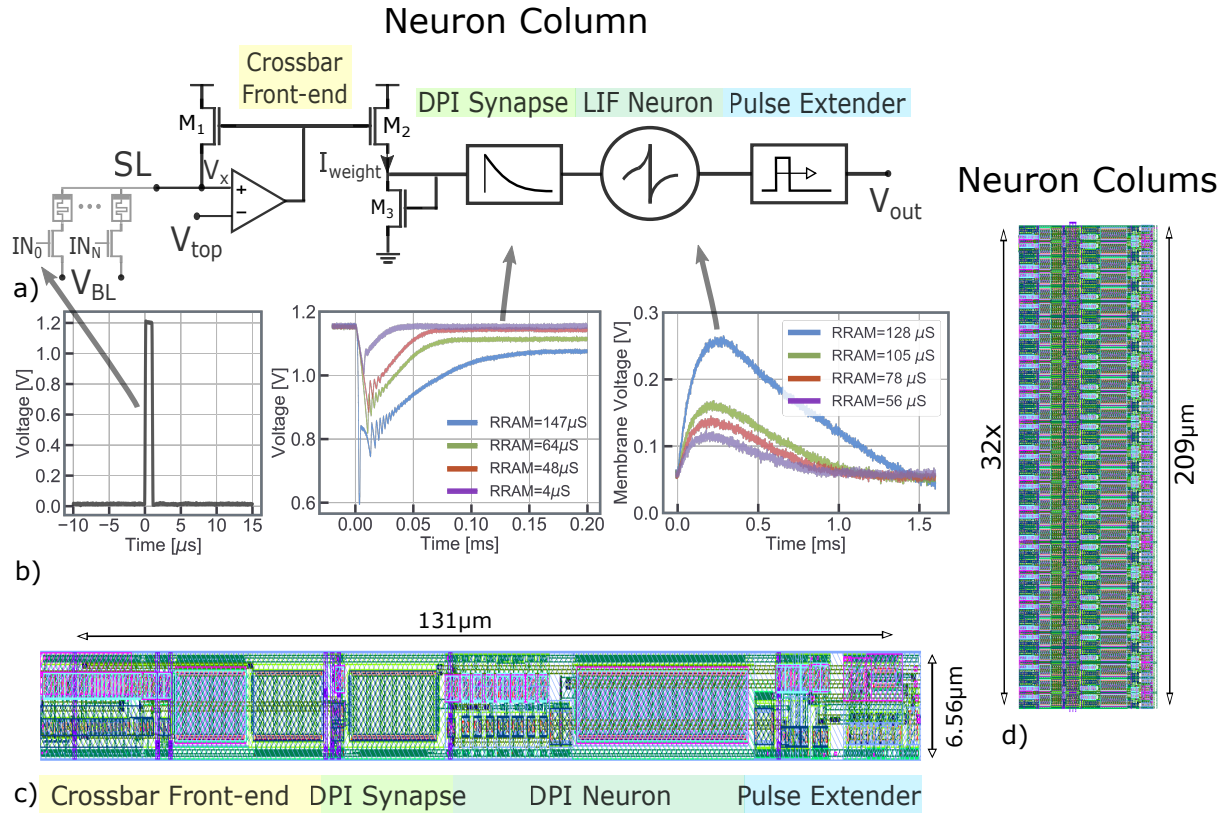 Neuron Column
Crossbar
Front-end
DPI Synapse
LIF Neuron
Pulse Extender
M1
M2
SL
Vx
Iweight
+
−
M3
Vtop
Vout
IN0
INN
VBL
a)
Neuron Colums
1.2
1.0
0.8
0.6
0.4
0.2
0.0
Voltage [V]
−10
−5
0
5
10
15
Time [μs]
1.2
1.0
0.8
0.6
Voltage [V]
RRAM=147μS
RRAM=64μS
RRAM=48μS
RRAM=4μS
0.00
0.05
0.10
0.15
0.20
Time [ms]
0.3
0.2
0.1
0.0
Membrane Voltage [V]
RRAM=128 μS
RRAM=105 μS
RRAM=78 μS
RRAM=56 μS
0.0
0.5
1.0
1.5
Time [ms]
b)
32x
209μm
d)
131μm
6.56μm
c)
Crossbar Front-end
DPI Synapse
DPI Neuron
Pulse Extender